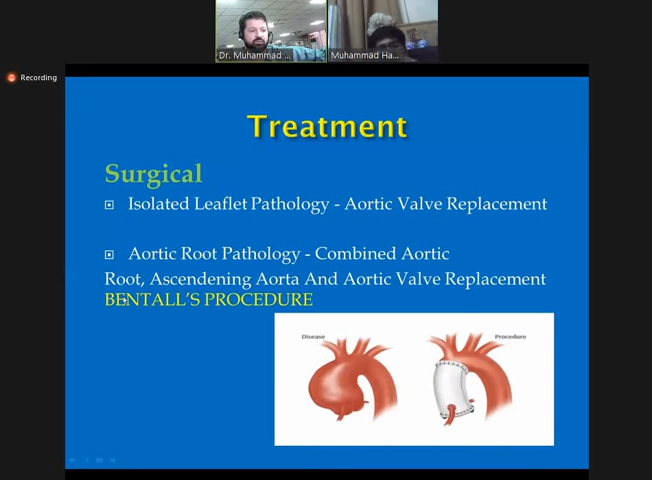 Dr. Muhammad ...
Muhammad Ha...
Recording
Treatment
Surgical
Isolated Leaflet Pathology - Aortic Valve Replacement
Aortic Root Pathology - Combined Aortic
Root, Ascendening Aorta And Aortic Valve Replacement
BENTALL'S PROCEDURE
Disease
Procedure